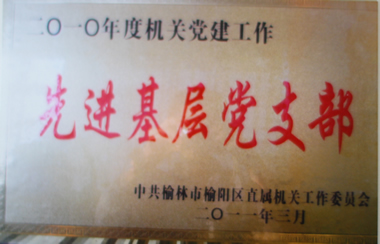 二〇一〇年度机关党建工作
先进基层党支部
中共榆林市榆阳区直属机关工作委员会
二〇一一年三月